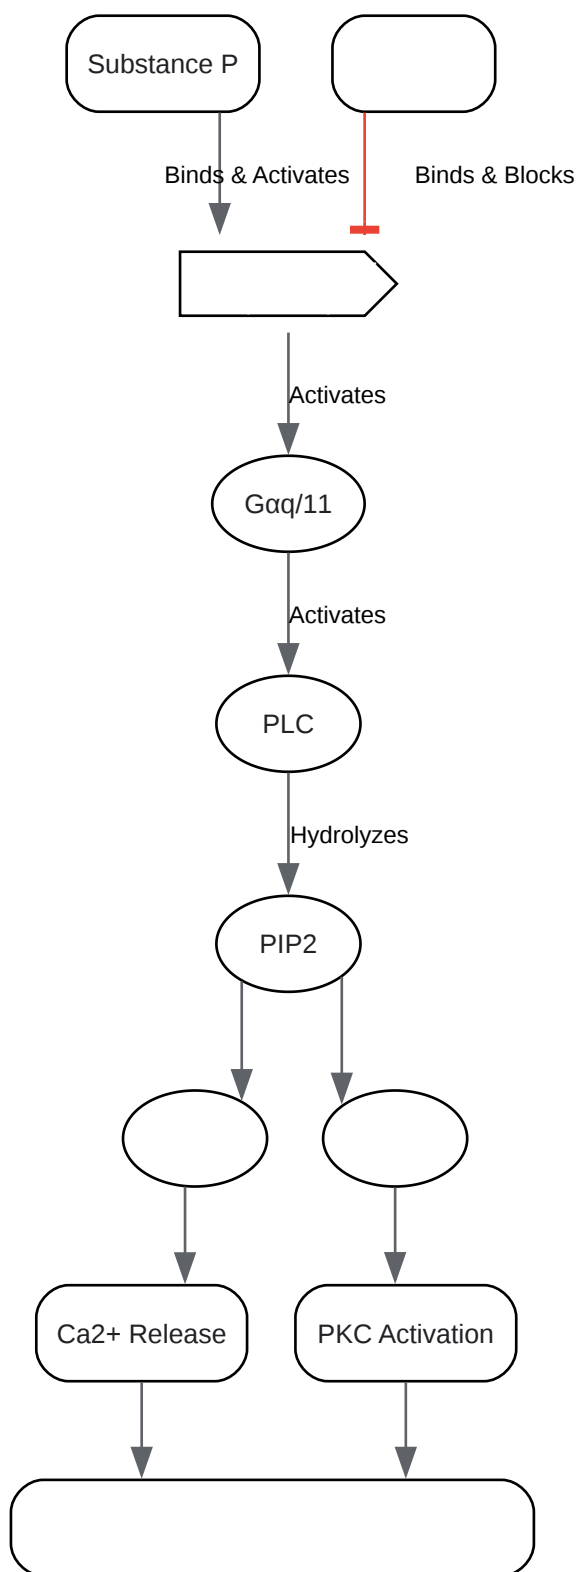 Substance P
Binds & Activates
Binds & Blocks
Activates
Gαq/11
Activates
PLC
Hydrolyzes
PIP2
Ca2+ Release
PKC Activation